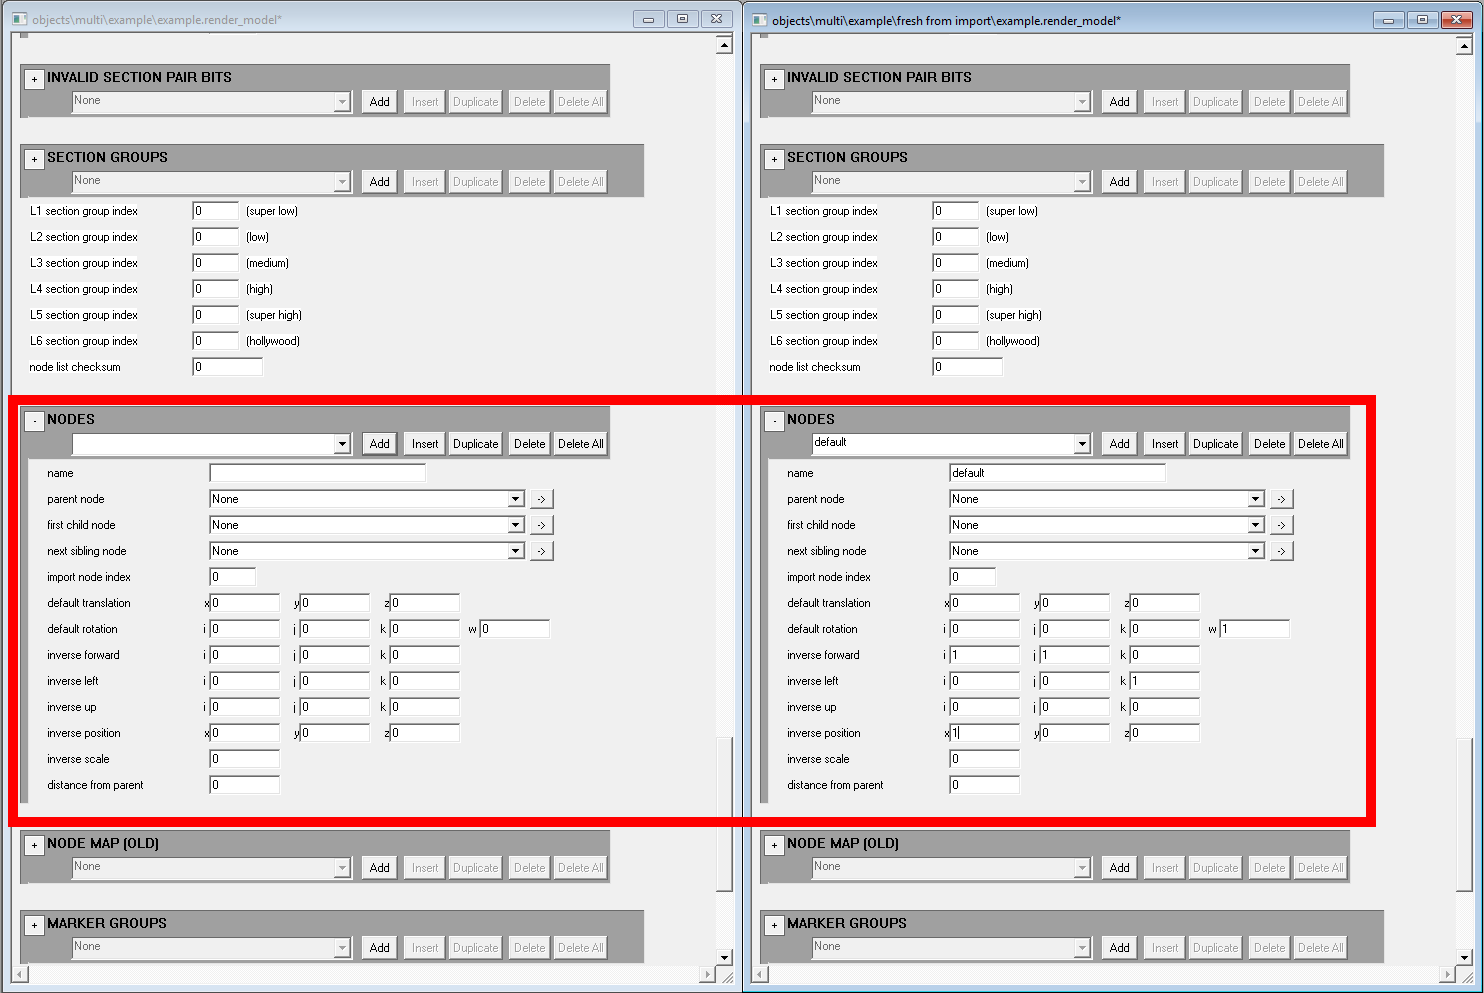 objects\multi\example\example.render_model*
+ INVALID SECTION PAIR BITS
None Add Insert Duplicate Delete Delete All
+ SECTION GROUPS
None Add Insert Duplicate Delete Delete All
L1 section group index 0 (super low)
L2 section group index 0 (low)
L3 section group index 0 (medium)
L4 section group index 0 (high)
L5 section group index 0 (super high)
L6 section group index 0 (hollywood)
node list checksum 0
- NODES
Add Insert Duplicate Delete Delete All
name
parent node None ->
first child node None ->
next sibling node None ->
import node index 0
default translation x 0 y 0 z 0
default rotation i 0 j 0 k 0 w 0
inverse forward i 0 j 0 k 0
inverse left i 0 j 0 k 0
inverse up i 0 j 0 k 0
inverse position x 0 y 0 z 0
inverse scale 0
distance from parent 0
+ NODE MAP (OLD)
None Add Insert Duplicate Delete Delete All
+ MARKER GROUPS
None Add Insert Duplicate Delete Delete All
objects\multi\example\fresh from import\example.render_model*
+ INVALID SECTION PAIR BITS
None Add Insert Duplicate Delete Delete All
+ SECTION GROUPS
None Add Insert Duplicate Delete Delete All
L1 section group index 0 (super low)
L2 section group index 0 (low)
L3 section group index 0 (medium)
L4 section group index 0 (high)
L5 section group index 0 (super high)
L6 section group index 0 (hollywood)
node list checksum 0
- NODES
default Add Insert Duplicate Delete Delete All
name default
parent node None ->
first child node None ->
next sibling node None ->
import node index 0
default translation x 0 y 0 z 0
default rotation i 0 j 0 k 0 w 1
inverse forward i 1 j 1 k 0
inverse left i 0 j 0 k 1
inverse up i 0 j 0 k 0
inverse position x 1 y 0 z 0
inverse scale 0
distance from parent 0
+ NODE MAP (OLD)
None Add Insert Duplicate Delete Delete All
+ MARKER GROUPS
None Add Insert Duplicate Delete Delete All